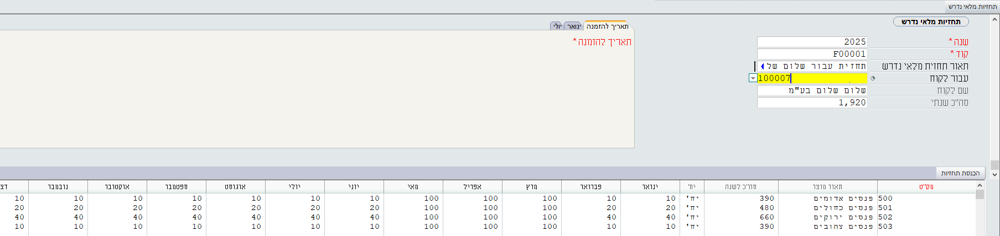 תחזיות מלאי נדרש
תחזיות מלאי נדרש
שנה * 2025
קוד * F00001
תאור תחזית מלאי נדרש תחזית עבור שלום של
עבור לקוח 100007
שם לקוח שלום שלום בע"מ
סה"כ שנתי 1,920
תאריך להזמנה ינואר יולי
תאריך להזמנה *
הכנסת תחזיות
מק"ט תאור מוצר סה"כ לשנה יח' ינואר פברואר מרץ אפריל מאי יוני יולי אוגוסט ספטמבר אוקטובר נובמבר דצ
500 פנסים אדומים 390 יח' 10 10 100 100 100 10 10 10 10 10 10 10
501 פנסים כחולים 480 יח' 20 20 100 100 100 20 20 20 20 20 20 20
502 פנסים ירוקים 660 יח' 40 40 100 100 100 40 40 40 40 40 40 40
503 פנסים צהובים 390 יח' 10 10 100 100 100 10 10 10 10 10 10 10